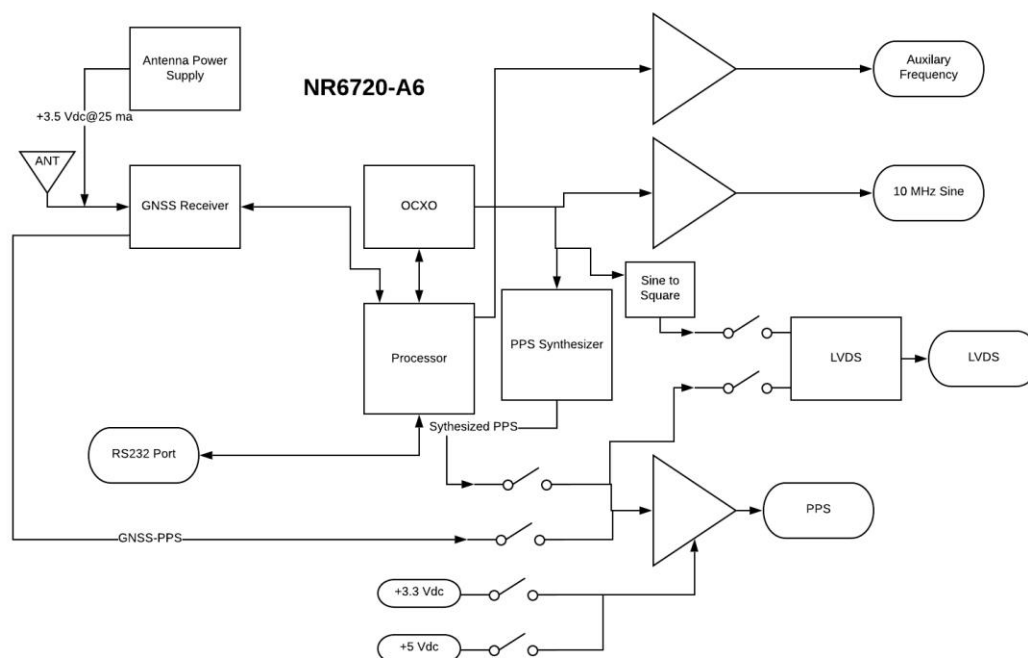 Antenna Power
Supply
NR6720-A6
Auxilary
Frequency
+3.5 Vdc@25 ma
ANT
GNSS Receiver
OCXO
10 MHz Sine
Sine to
Square
Processor
PPS Synthesizer
LVDS
LVDS
Sythesized PPS
RS232 Port
PPS
GNSS-PPS
+3.3 Vdc
+5 Vdc